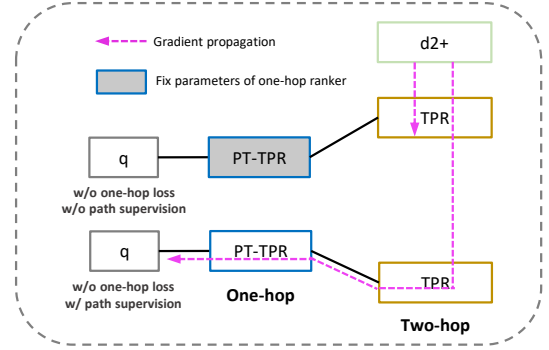 Gradient propagation
d2+
Fix parameters of one-hop ranker
TPR
q
PT-TPR
w/o one-hop loss
w/o path supervision
q
PT-TPR
TPR
w/o one-hop loss
w/ path supervision
One-hop
Two-hop